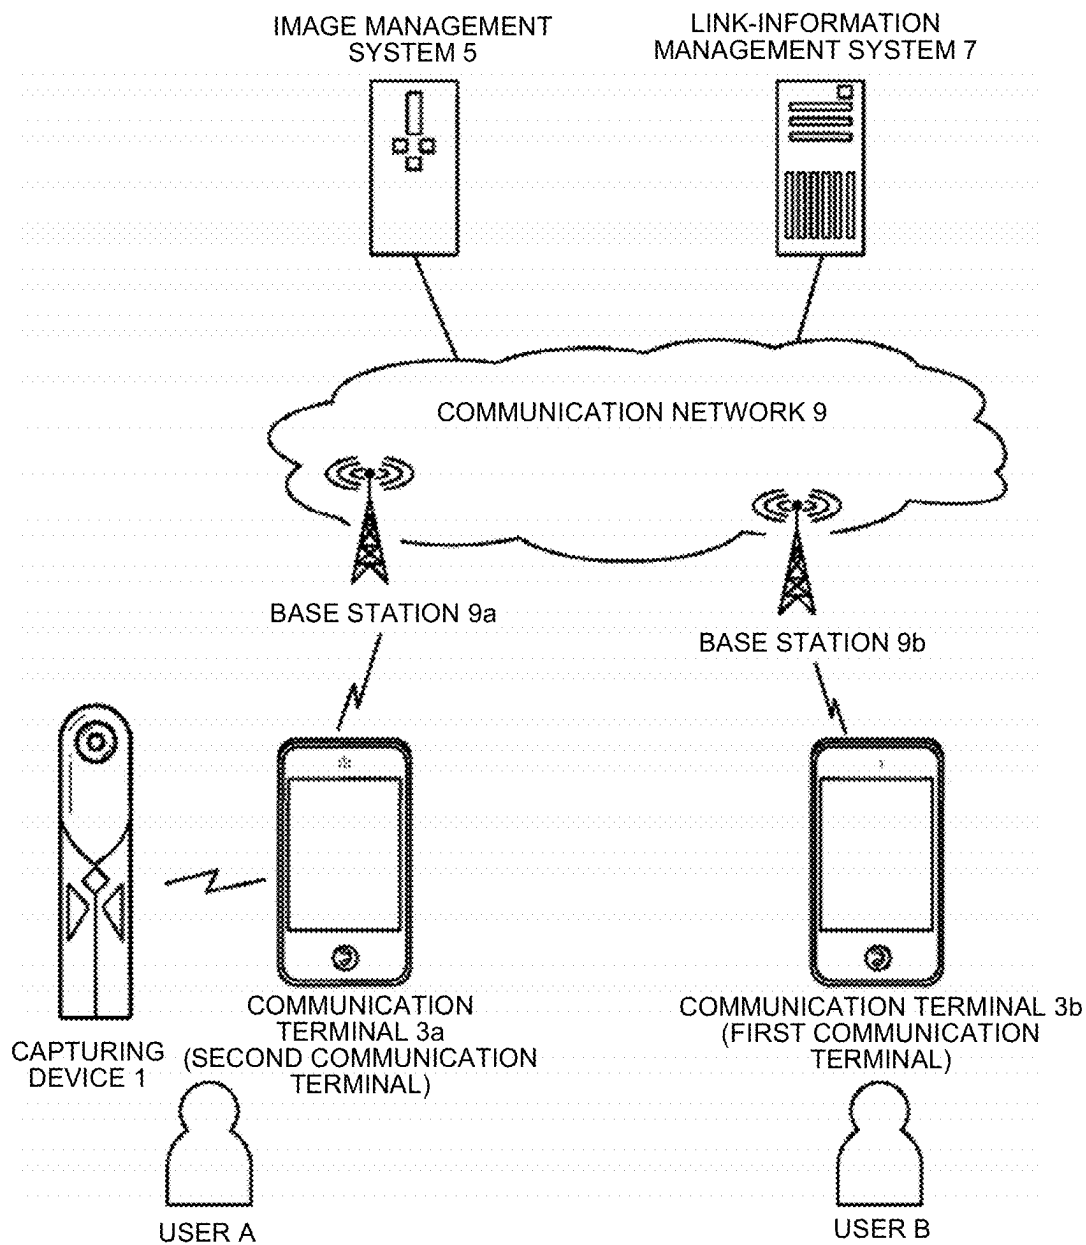 IMAGE MANAGEMENT
SYSTEM 5
LINK-INFORMATION
MANAGEMENT SYSTEM 7
COMMUNICATION NETWORK 9
BASE STATION 9a
BASE STATION 9b
CAPTURING
DEVICE 1
COMMUNICATION
TERMINAL 3a
(SECOND COMMUNICATION
TERMINAL)
COMMUNICATION TERMINAL 3b
(FIRST COMMUNICATION
TERMINAL)
USER A
USER B